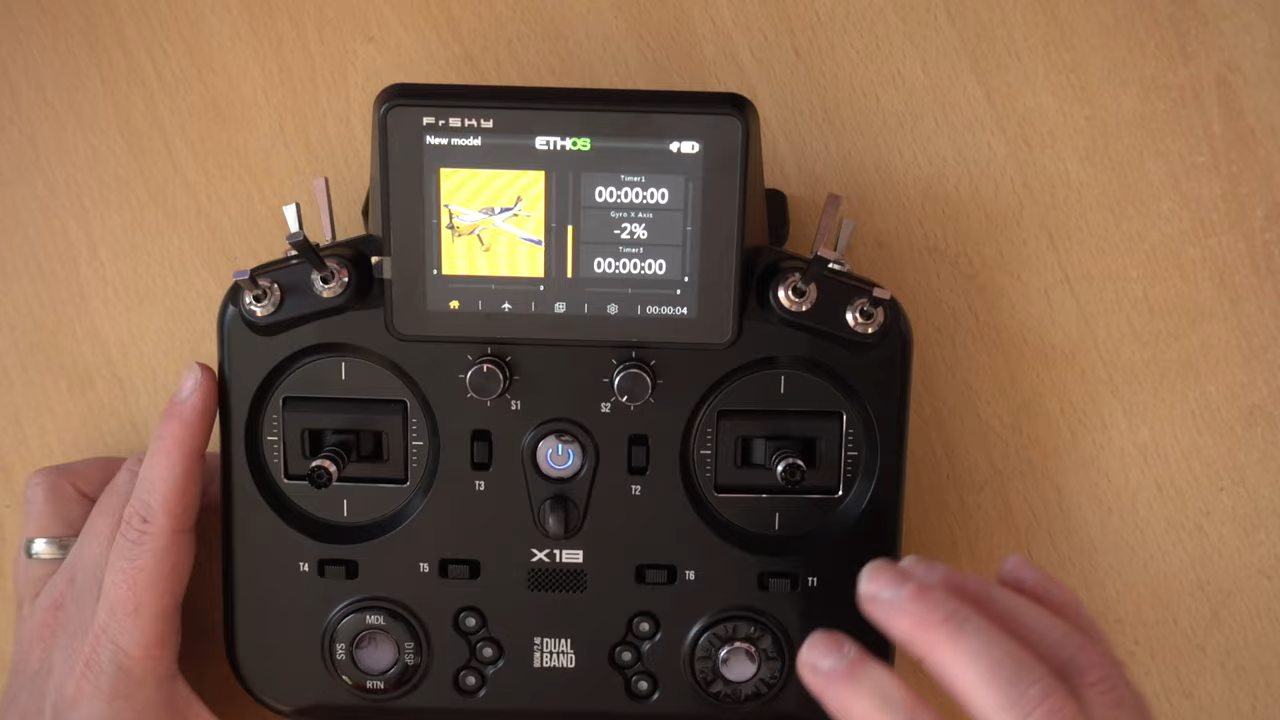 FrSKY
New model
ETHOS
Timer1
00:00:00
Gyro X Axis
-2%
Timer3
00:00:00
00:00:04
S1
S2
T3
T2
X18
T4
T5
T6
T1
MDL
SYS
DISP
RTN
900M/2.4G
DUAL
BAND